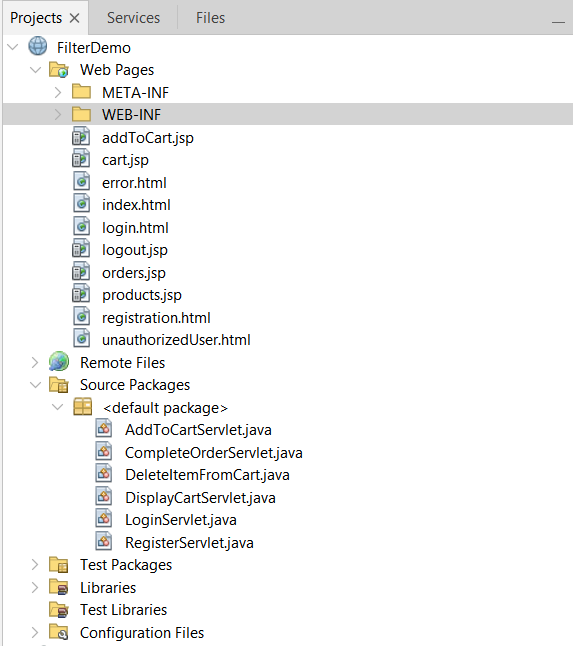 Projects Services Files
FilterDemo
Web Pages
META-INF
WEB-INF
addToCart.jsp
cart.jsp
error.html
index.html
login.html
logout.jsp
orders.jsp
products.jsp
registration.html
unauthorizedUser.html
Remote Files
Source Packages
<default package>
AddToCartServlet.java
CompleteOrderServlet.java
DeleteItemFromCart.java
DisplayCartServlet.java
LoginServlet.java
RegisterServlet.java
Test Packages
Libraries
Test Libraries
Configuration Files